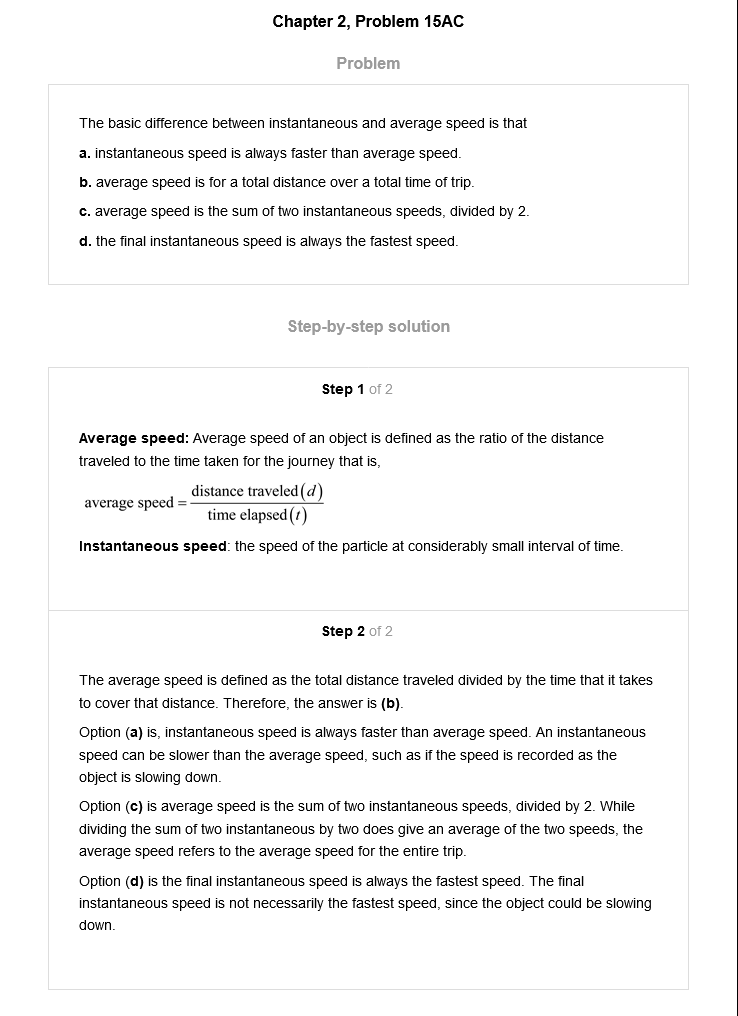 Chapter 2, Problem 15AC
Problem
The basic difference between instantaneous and average speed is that
a. instantaneous speed is always faster than average speed.
b. average speed is for a total distance over a total time of trip.
c. average speed is the sum of two instantaneous speeds, divided by 2.
d. the final instantaneous speed is always the fastest speed.
Step-by-step solution
Step 1 of 2
Average speed: Average speed of an object is defined as the ratio of the distance
traveled to the time taken for the journey that is,
average speed = distance traveled(d)
time elapsed(t)
Instantaneous speed: the speed of the particle at considerably small interval of time.
Step 2 of 2
The average speed is defined as the total distance traveled divided by the time that it takes
to cover that distance. Therefore, the answer is (b).
Option (a) is, instantaneous speed is always faster than average speed. An instantaneous
speed can be slower than the average speed, such as if the speed is recorded as the
object is slowing down.
Option (c) is average speed is the sum of two instantaneous speeds, divided by 2. While
dividing the sum of two instantaneous by two does give an average of the two speeds, the
average speed refers to the average speed for the entire trip.
Option (d) is the final instantaneous speed is always the fastest speed. The final
instantaneous speed is not necessarily the fastest speed, since the object could be slowing
down.